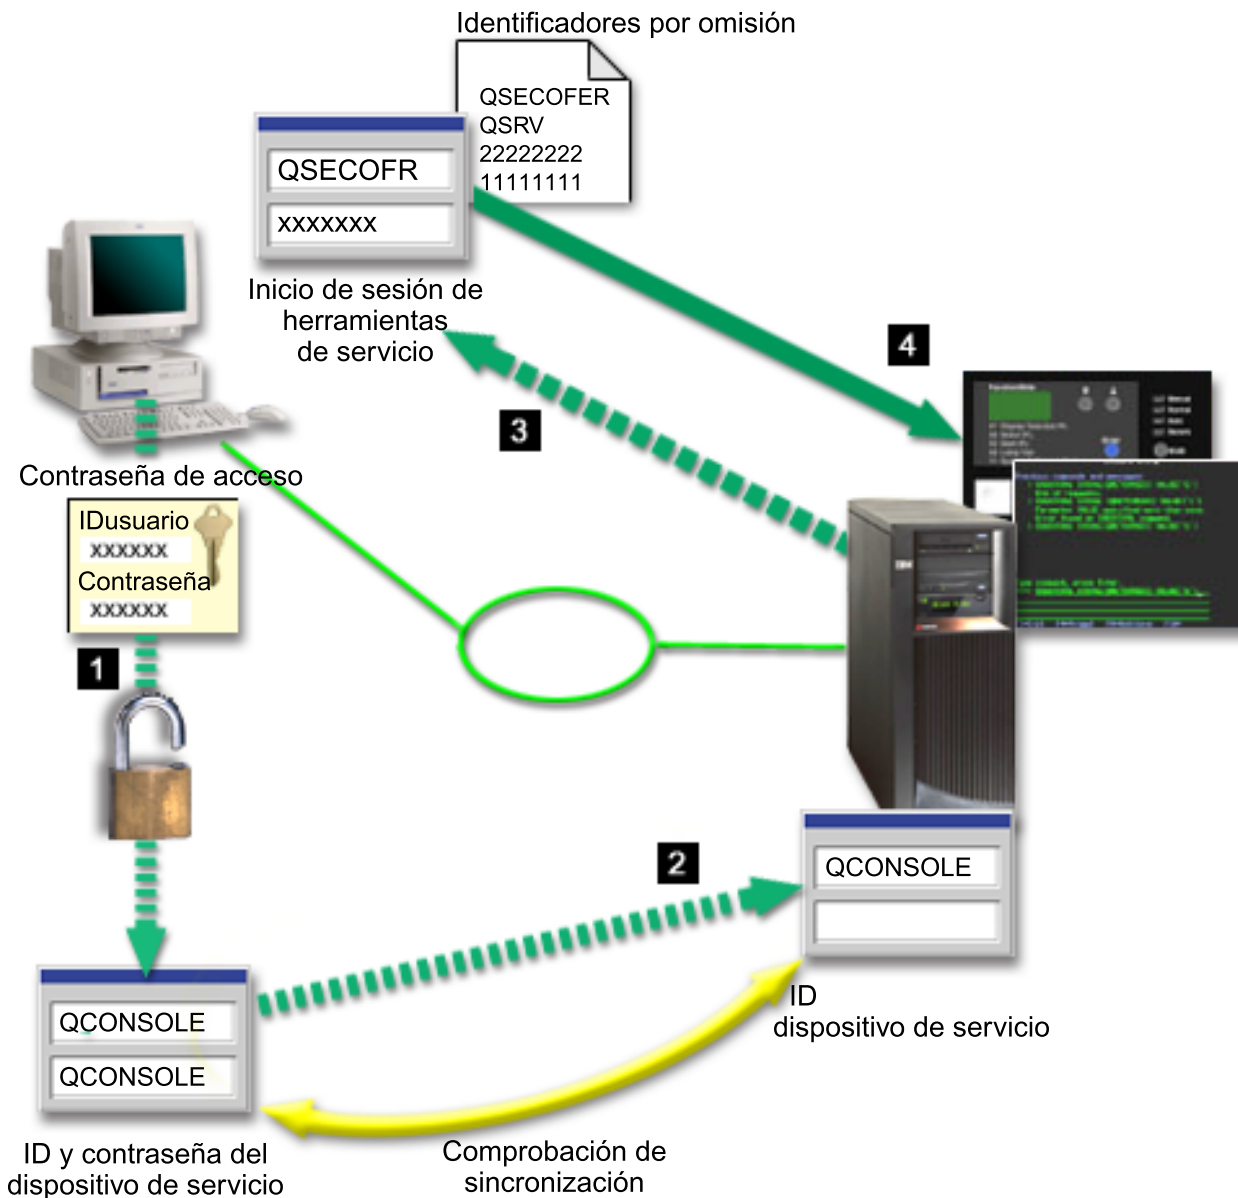 Identificadores por omisión
QSECOFER
QSRV
22222222
11111111
QSECOFR
xxxxxxx
Inicio de sesión de
herramientas
de servicio
4
3
Contraseña de acceso
IDusuario
XXXXXX
Contraseña
XXXXXX
1
IBM
2
QCONSOLE
ID
dispositivo de servicio
QCONSOLE
QCONSOLE
ID y contraseña del
dispositivo de servicio
Comprobación de
sincronización